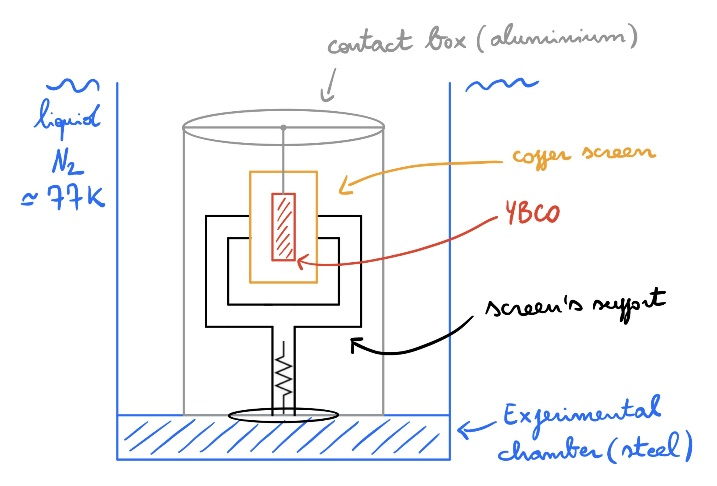 contact box (aluminium)
liquid
N2
≈ 77K
copper screen
YBCO
screen's support
Experimental
chamber (steel)